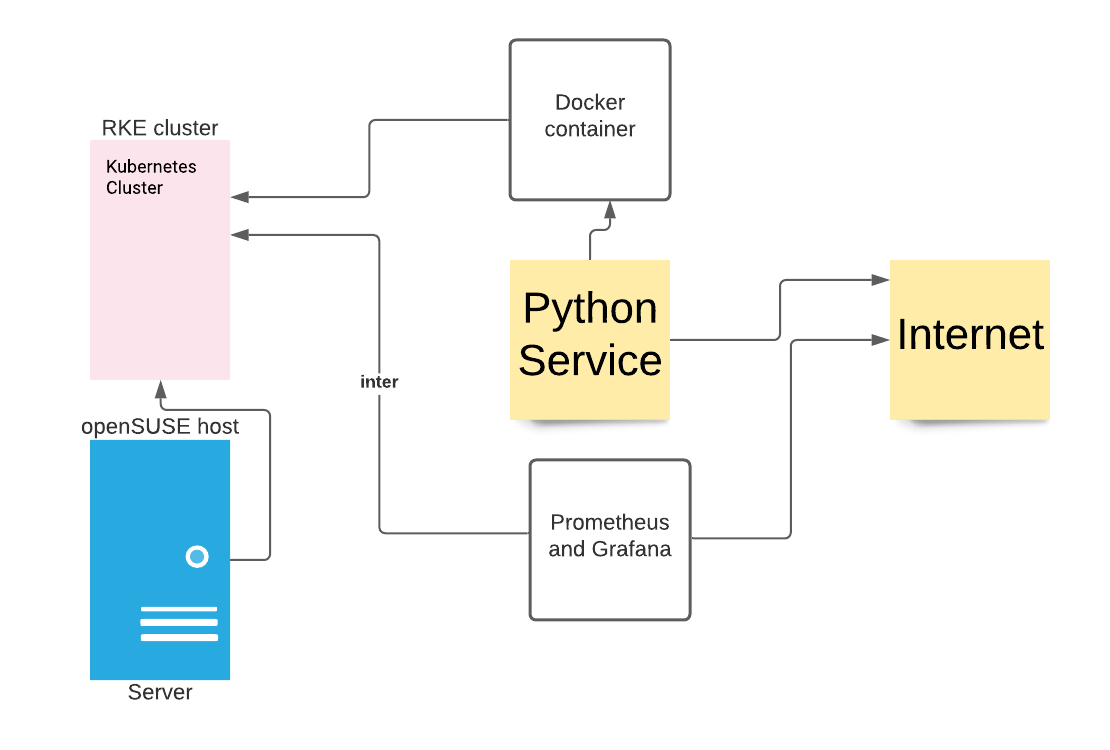 Docker
container
RKE cluster
Kubernetes
Cluster
Python
Service
Internet
inter
openSUSE host
Prometheus
and Grafana
Server